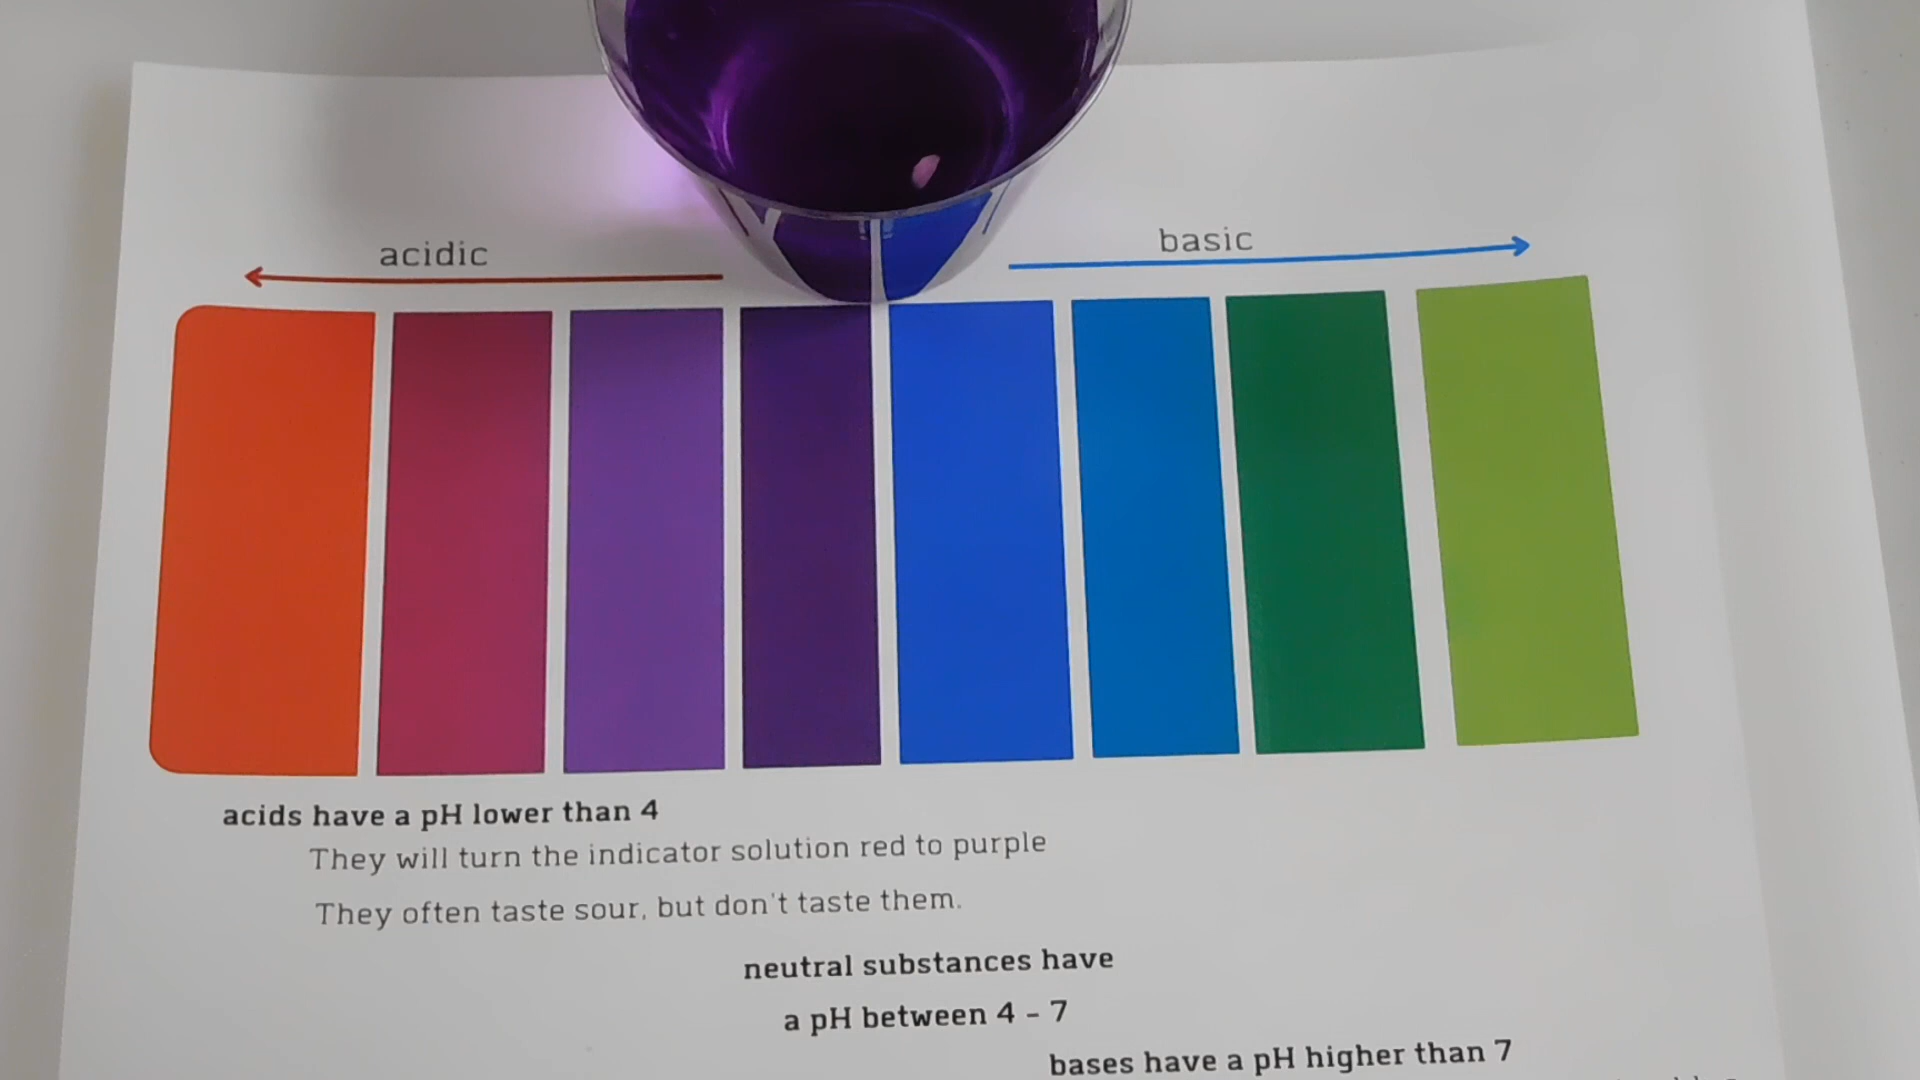 acidic
basic
acids have a pH lower than 4
They will turn the indicator solution red to purple
They often taste sour, but don't taste them.
neutral substances have
a pH between 4 - 7
bases have a pH higher than 7